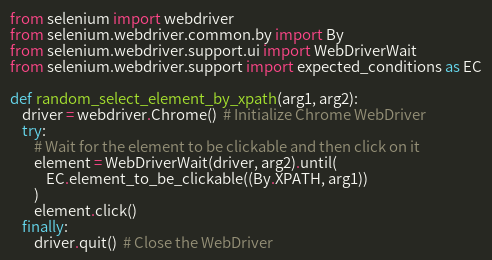 from selenium import webdriver
from selenium.webdriver.common.by import By
from selenium.webdriver.support.ui import WebDriverWait
from selenium.webdriver.support import expected_conditions as EC

def random_select_element_by_xpath(arg1, arg2):
    driver = webdriver.Chrome()  # Initialize Chrome WebDriver
    try:
        # Wait for the element to be clickable and then click on it
        element = WebDriverWait(driver, arg2).until(
            EC.element_to_be_clickable((By.XPATH, arg1))
        )
        element.click()
    finally:
        driver.quit()  # Close the WebDriver